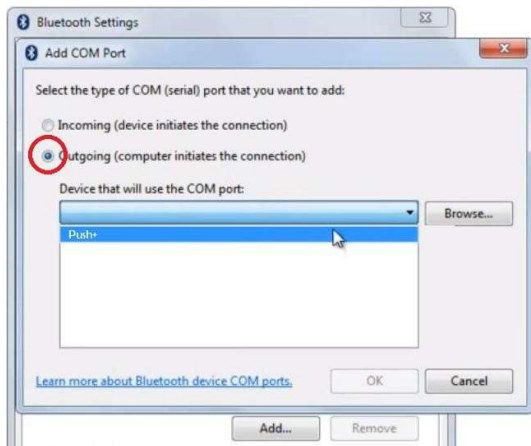 Bluetooth Settings
Add COM Port
Select the type of COM (serial) port that you want to add:
Incoming (device initiates the connection)
Outgoing (computer initiates the connection)
Device that will use the COM port:
Browse...
Push+
Learn more about Bluetooth device COM ports.
OK
Cancel
Add...
Remove